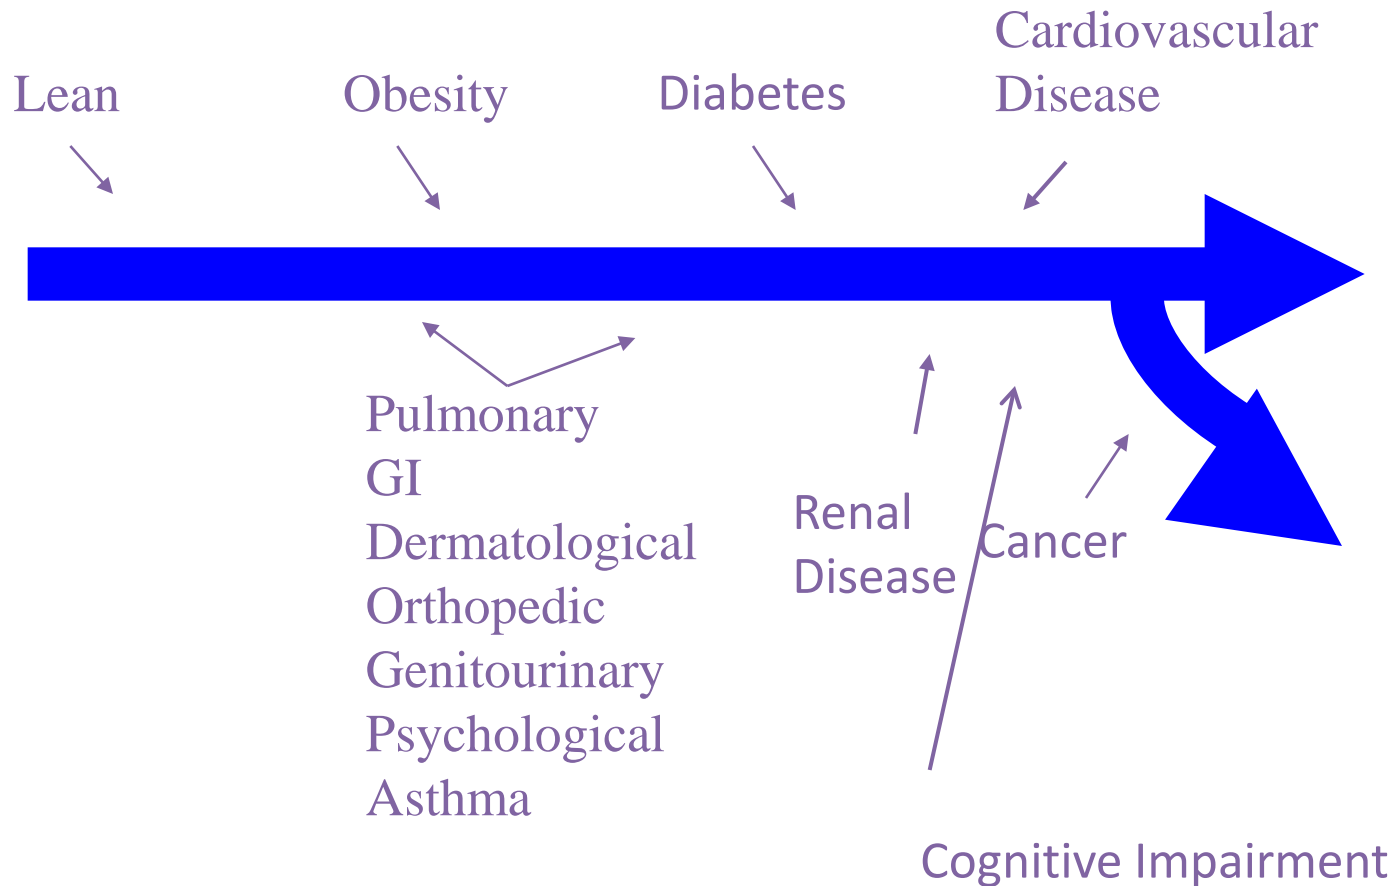 Lean
Obesity
Diabetes
Cardiovascular
Disease
Pulmonary
GI
Dermatological
Orthopedic
Genitourinary
Psychological
Asthma
Renal
Disease
Cancer
Cognitive Impairment